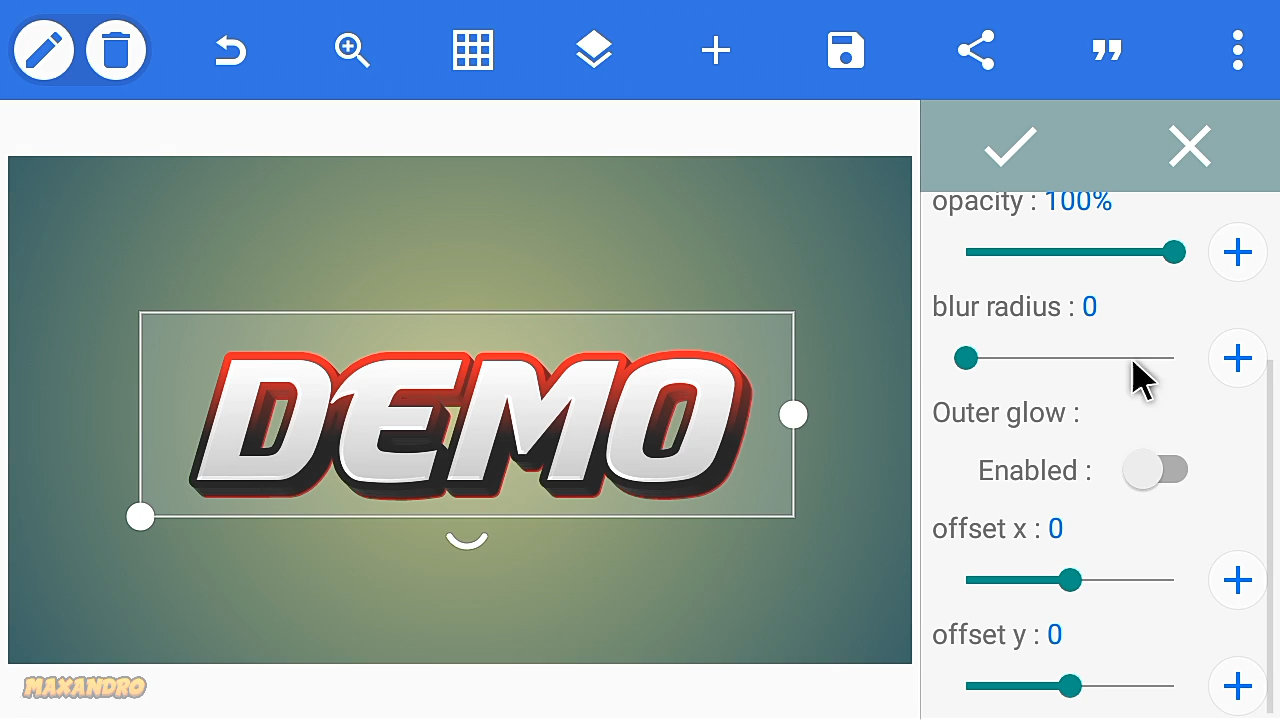 opacity : 100%
blur radius : 0
Outer glow :
Enabled :
offset x : 0
offset y : 0
DEMO
MAXANDRO